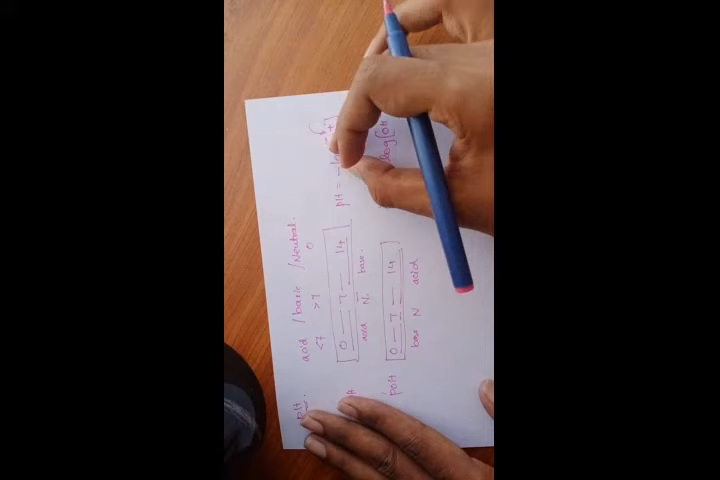 pH. acid / basic / Neutral.
<7 >7 0
0 — 7 — 14 pH = -
acid N. base.
pOH 0 — 7 — 14 log[OH
base N acid